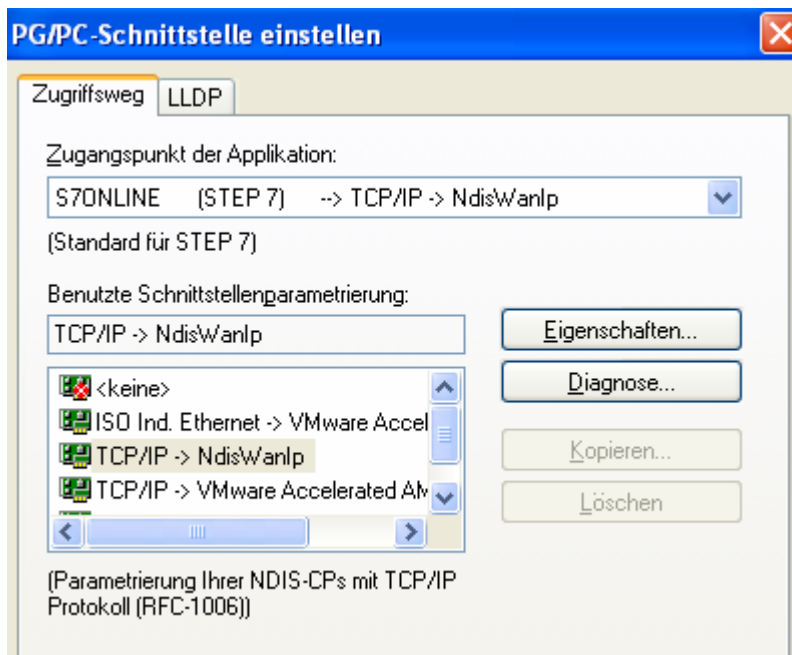 PG/PC-Schnittstelle einstellen
Zugriffsweg
LLDP
Zugangspunkt der Applikation:
S7ONLINE (STEP 7) --> TCP/IP -> NdisWanIp
(Standard für STEP 7)
Benutzte Schnittstellenparametrierung:
TCP/IP -> NdisWanIp
Eigenschaften...
<keine>
Diagnose...
ISO Ind. Ethernet -> VMware Accel
TCP/IP -> NdisWanIp
Kopieren...
TCP/IP -> VMware Accelerated AM
Löschen
(Parametrierung Ihrer NDIS-CPs mit TCP/IP
Protokoll (RFC-1006))